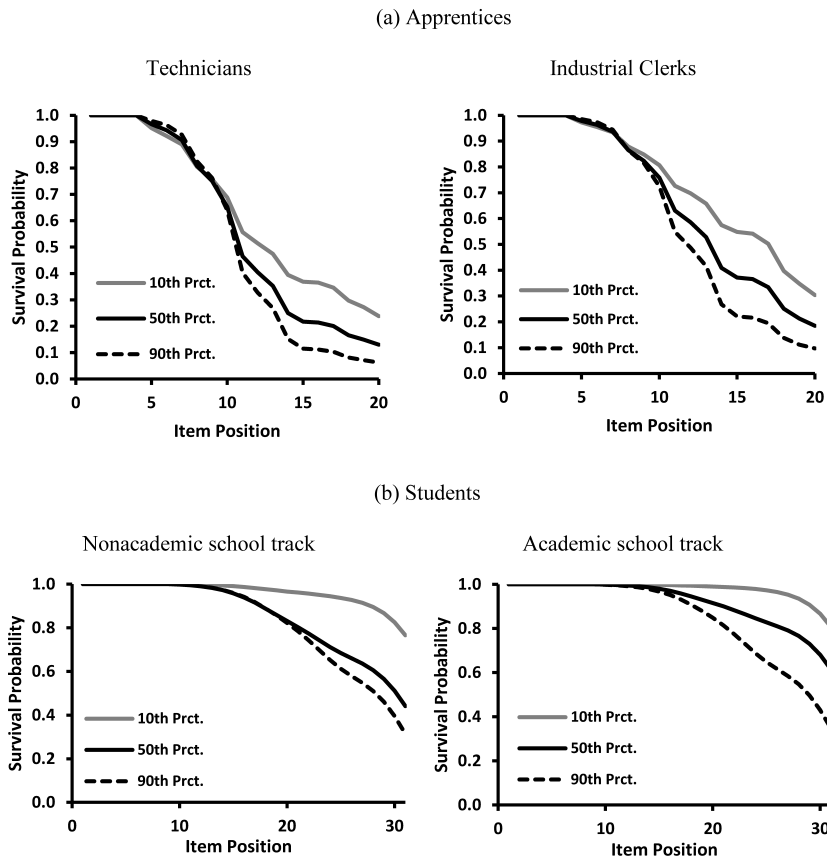 (a) Apprentices
Technicians
Industrial Clerks
Survival Probability
1.0
0.9
0.8
0.7
0.6
0.5
0.4
0.3
0.2
0.1
0.0
10th Prct.
50th Prct.
90th Prct.
0 5 10 15 20
Item Position
Survival Probability
1.0
0.9
0.8
0.7
0.6
0.5
0.4
0.3
0.2
0.1
0.0
10th Prct.
50th Prct.
90th Prct.
0 5 10 15 20
Item Position
(b) Students
Nonacademic school track
Academic school track
Survival Probability
1.0
0.8
0.6
0.4
0.2
0.0
10th Prct.
50th Prct.
90th Prct.
0 10 20 30
Item Position
Survival Probability
1.0
0.8
0.6
0.4
0.2
0.0
10th Prct.
50th Prct.
90th Prct.
0 10 20 30
Item Position